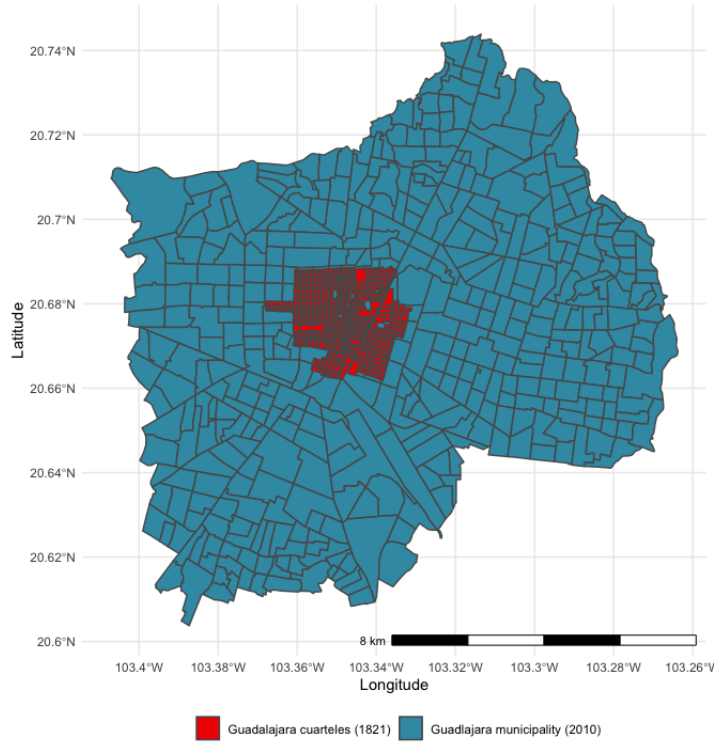 20.74°N
20.72°N
20.7°N
20.68°N
20.66°N
20.64°N
20.62°N
20.6°N
Latitude
8 km
103.4°W 103.38°W 103.36°W 103.34°W 103.32°W 103.3°W 103.28°W 103.26°W
Longitude
Guadalajara cuarteles (1821) Guadlajara municipality (2010)